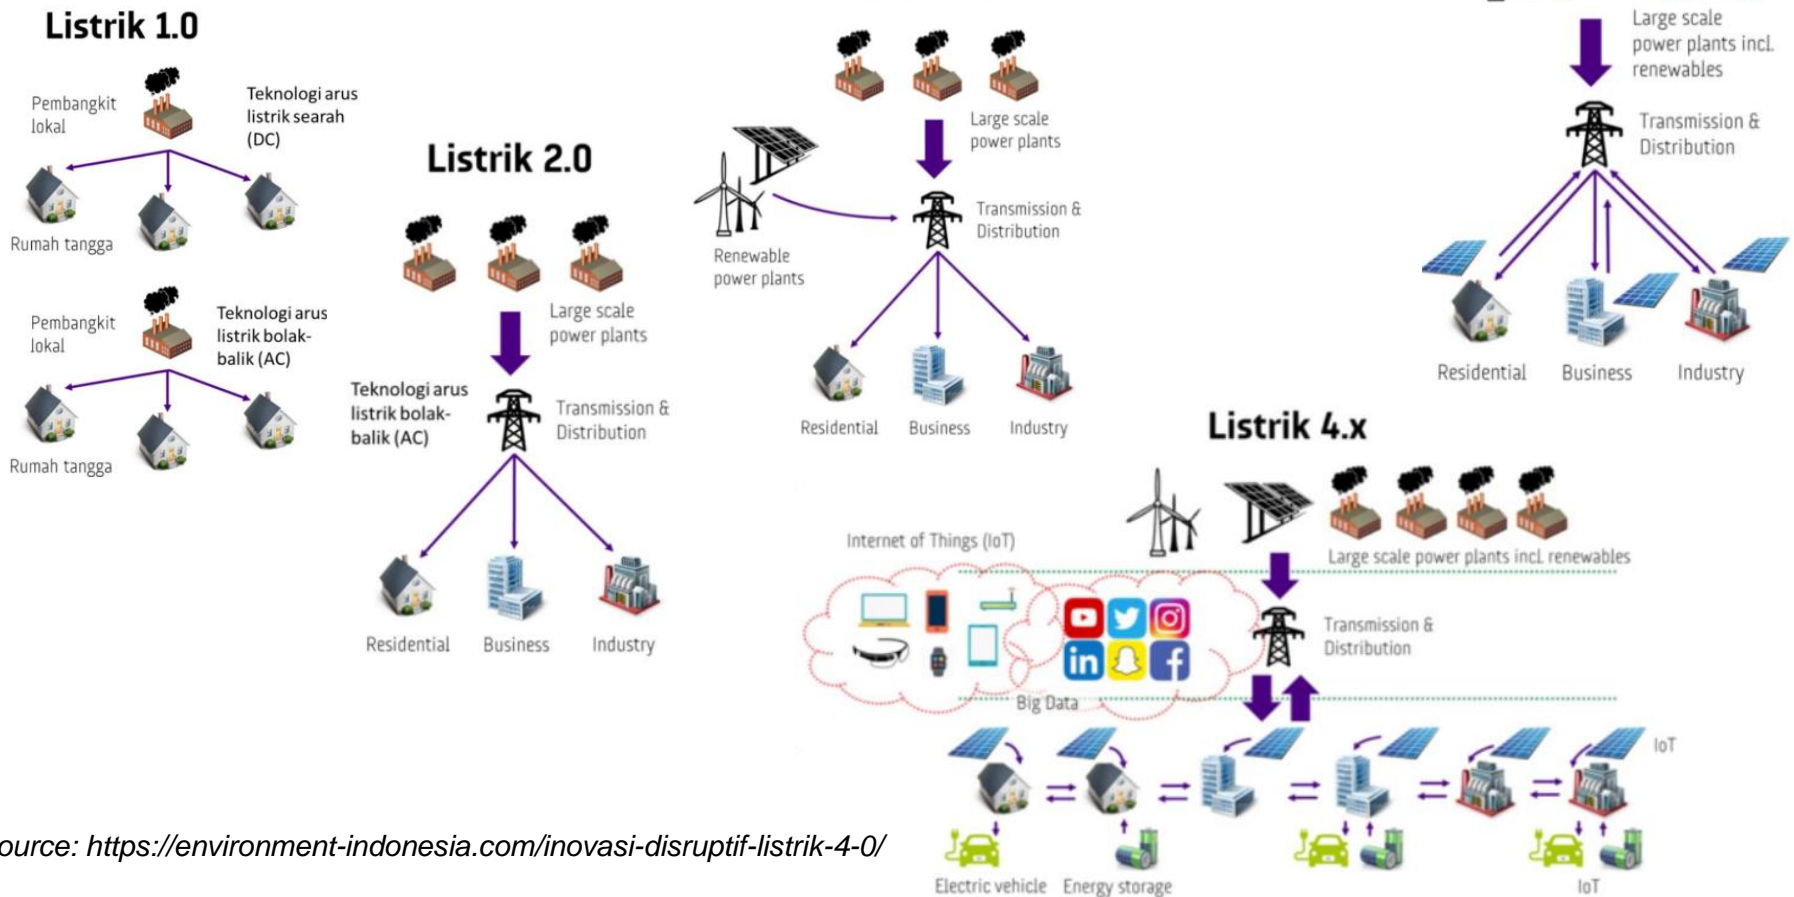 Listrik 1.0
Pembangkit
lokal
Teknologi arus
listrik searah
(DC)
Rumah tangga
Pembangkit
lokal
Teknologi arus
listrik bolak-
balik (AC)
Rumah tangga
Listrik 2.0
Large scale
power plants
Teknologi arus
listrik bolak-
balik (AC)
Transmission &
Distribution
Residential
Business
Industry
Large scale
power plants
Renewable
power plants
Transmission &
Distribution
Residential
Business
Industry
Large scale
power plants incl.
renewables
Transmission &
Distribution
Residential
Business
Industry
Listrik 4.x
Large scale power plants incl. renewables
Internet of Things (IoT)
in
Big Data
Transmission &
Distribution
IoT
Electric vehicle
Energy storage
IoT
ource: https://environment-indonesia.com/inovasi-disruptif-listrik-4-0/